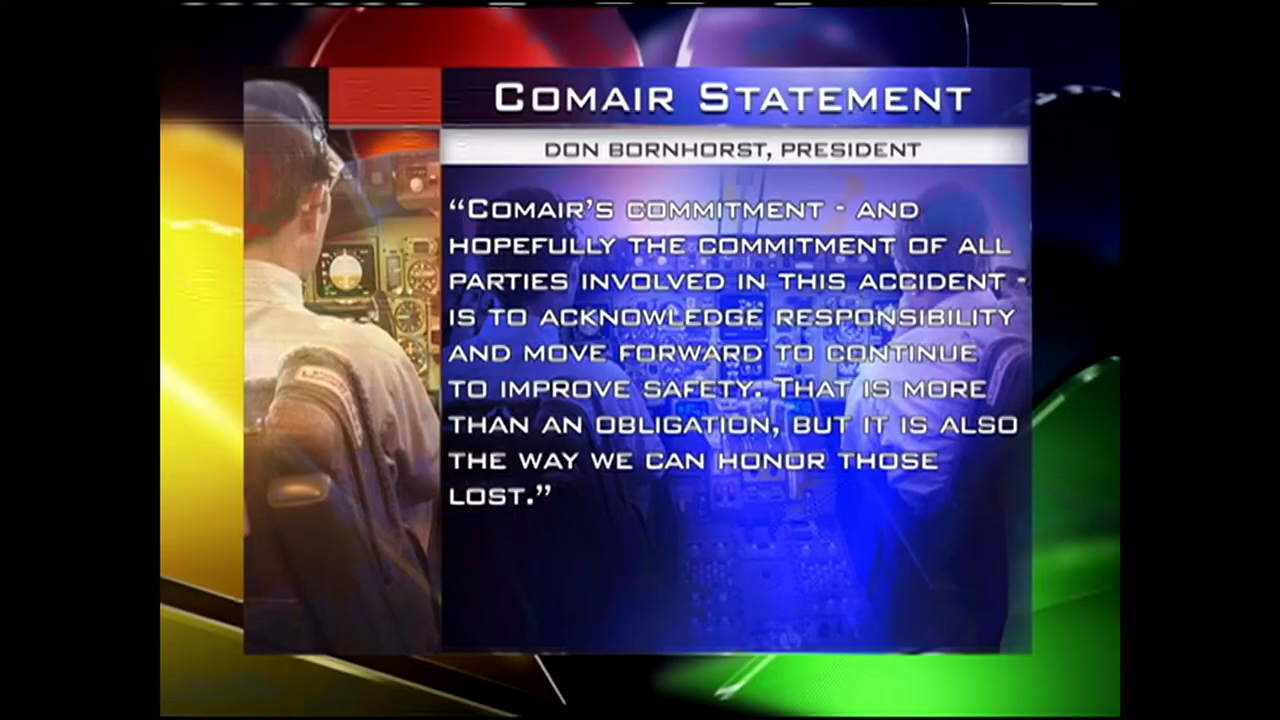 COMAIR STATEMENT
DON BORNHORST, PRESIDENT
“COMAIR’S COMMITMENT - AND
HOPEFULLY THE COMMITMENT OF ALL
PARTIES INVOLVED IN THIS ACCIDENT -
IS TO ACKNOWLEDGE RESPONSIBILITY
AND MOVE FORWARD TO CONTINUE
TO IMPROVE SAFETY. THAT IS MORE
THAN AN OBLIGATION, BUT IT IS ALSO
THE WAY WE CAN HONOR THOSE
LOST.”